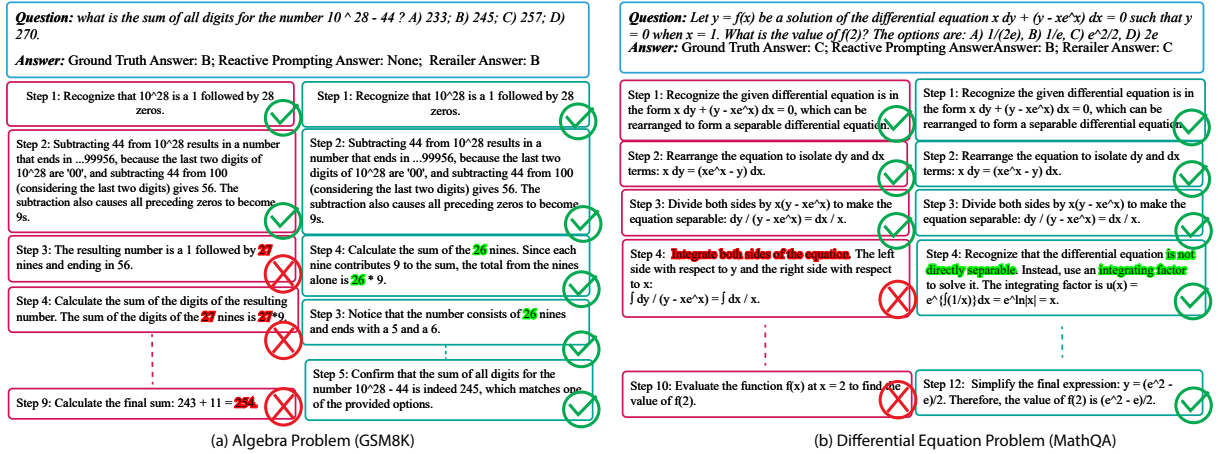 Question: what is the sum of all digits for the number 10 ^ 28 - 44 ? A) 233; B) 245; C) 257; D)
270.
Answer: Ground Truth Answer: B; Reactive Prompting Answer: None; Rerailer Answer: B
Step 1: Recognize that 10^28 is a 1 followed by 28
zeros.
Step 2: Subtracting 44 from 10^28 results in a number
that ends in ...99956, because the last two digits of
10^28 are '00', and subtracting 44 from 100
(considering the last two digits) gives 56. The
subtraction also causes all preceding zeros to become
9s.
Step 3: The resulting number is a 1 followed by 27
nines and ending in 56.
Step 4: Calculate the sum of the digits of the resulting
number. The sum of the digits of the 27 nines is 27*9.
Step 9: Calculate the final sum: 243 + 11 = 254.
Step 1: Recognize that 10^28 is a 1 followed by 28
zeros.
Step 2: Subtracting 44 from 10^28 results in a
number that ends in ...99956, because the last two
digits of 10^28 are '00', and subtracting 44 from 100
(considering the last two digits) gives 56. The
subtraction also causes all preceding zeros to become
9s.
Step 4: Calculate the sum of the 26 nines. Since each
nine contributes 9 to the sum, the total from the nines
alone is 26 * 9.
Step 3: Notice that the number consists of 26 nines
and ends with a 5 and a 6.
Step 5: Confirm that the sum of all digits for the
number 10^28 - 44 is indeed 245, which matches one
of the provided options.
(a) Algebra Problem (GSM8K)
Question: Let y = f(x) be a solution of the differential equation x dy + (y - xe^x) dx = 0 such that y
= 0 when x = 1. What is the value of f(2)? The options are: A) 1/(2e), B) 1/e, C) e^2/2, D) 2e
Answer: Ground Truth Answer: C; Reactive Prompting AnswerAnswer: B; Rerailer Answer: C
Step 1: Recognize the given differential equation is in
the form x dy + (y - xe^x) dx = 0, which can be
rearranged to form a separable differential equation.
Step 2: Rearrange the equation to isolate dy and dx
terms: x dy = (xe^x - y) dx.
Step 3: Divide both sides by x(y - xe^x) to make the
equation separable: dy / (y - xe^x) = dx / x.
Step 4: Integrate both sides of the equation. The left
side with respect to y and the right side with respect
to x:
∫ dy / (y - xe^x) = ∫ dx / x.
Step 10: Evaluate the function f(x) at x = 2 to find the
value of f(2).
Step 1: Recognize the given differential equation is in
the form x dy + (y - xe^x) dx = 0, which can be
rearranged to form a separable differential equation.
Step 2: Rearrange the equation to isolate dy and dx
terms: x dy = (xe^x - y) dx.
Step 3: Divide both sides by x(y - xe^x) to make the
equation separable: dy / (y - xe^x) = dx / x.
Step 4: Recognize that the differential equation is not
directly separable. Instead, use an integrating factor
to solve it. The integrating factor is u(x) =
e^{∫(1/x)}dx = e^ln|x| = x.
Step 12: Simplify the final expression: y = (e^2 -
e)/2. Therefore, the value of f(2) is (e^2 - e)/2.
(b) Differential Equation Problem (MathQA)